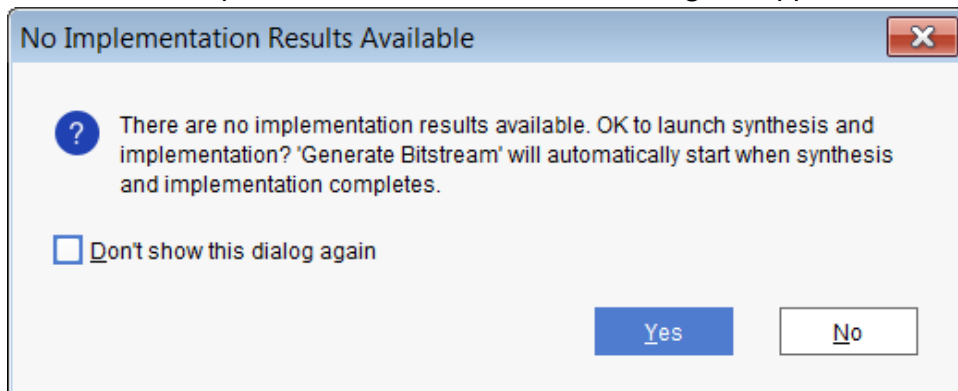 No Implementation Results Available
?
There are no implementation results available. OK to launch synthesis and
implementation? 'Generate Bitstream' will automatically start when synthesis
and implementation completes.
Don't show this dialog again
Yes No